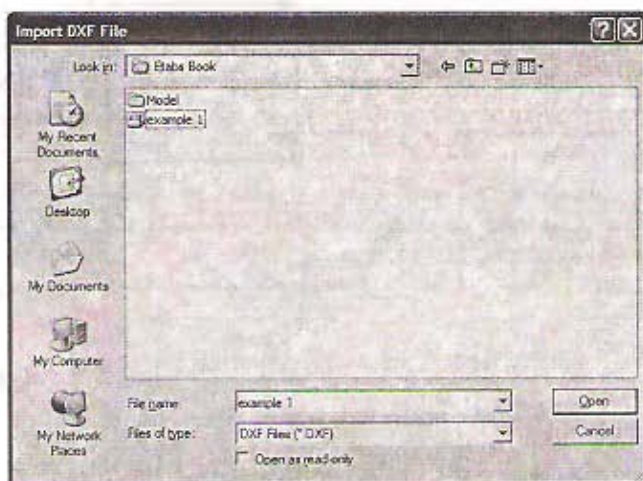 Import DXF File
Look in: Etabs Book
Model
example 1
My Recent
Documents
Desktop
My Documents
My Computer
My Network
Places
File name: example 1
Files of type: DXF Files (*.DXF)
Open as read-only
Open
Cancel